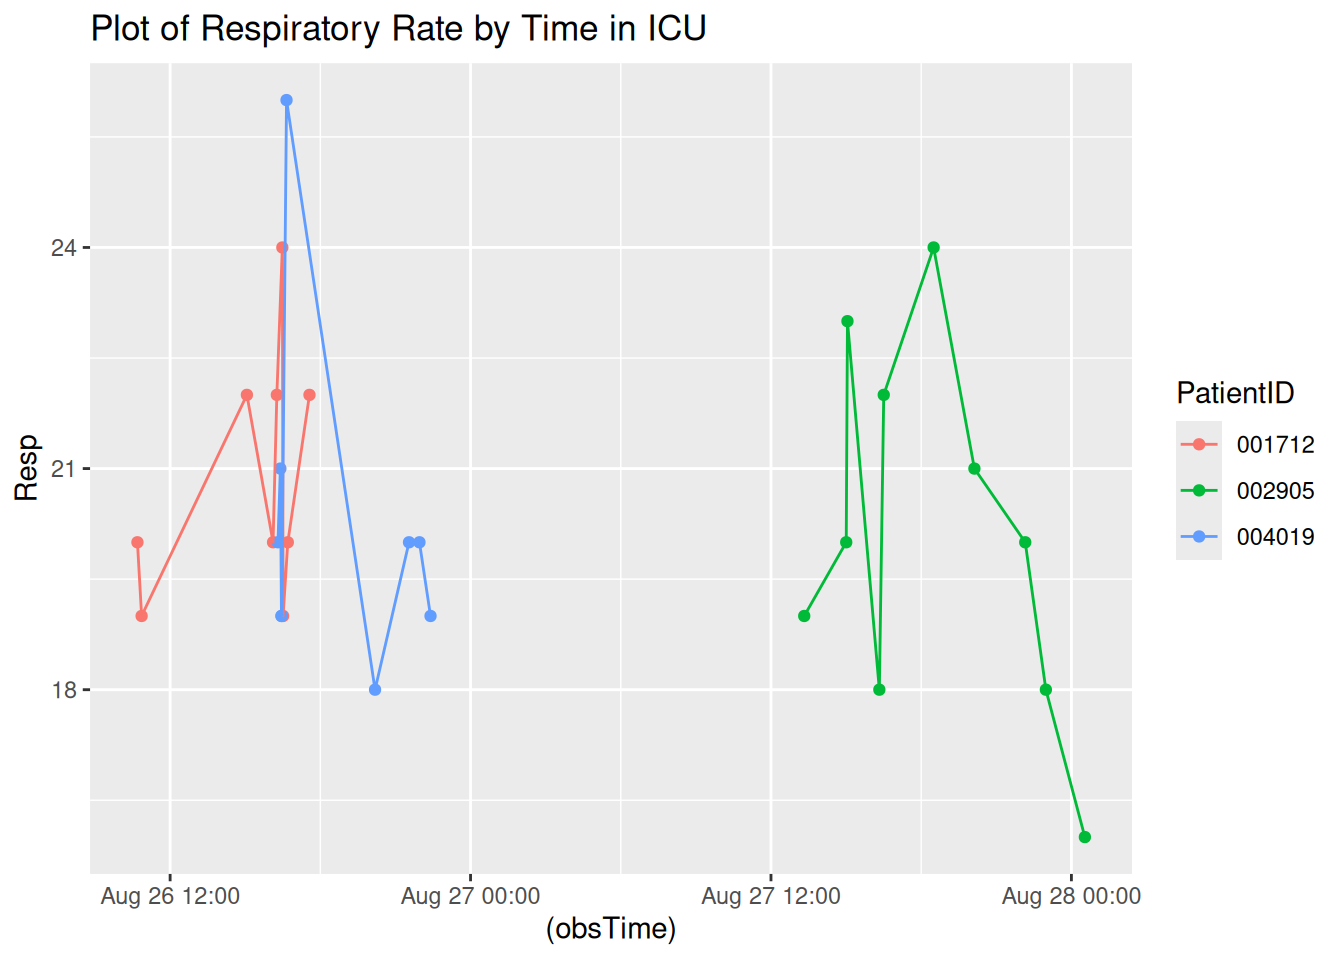 Plot of Respiratory Rate by Time in ICU
24
21
18
Resp
Aug 26 12:00
Aug 27 00:00
Aug 27 12:00
Aug 28 00:00
(obsTime)
PatientID
001712
002905
004019